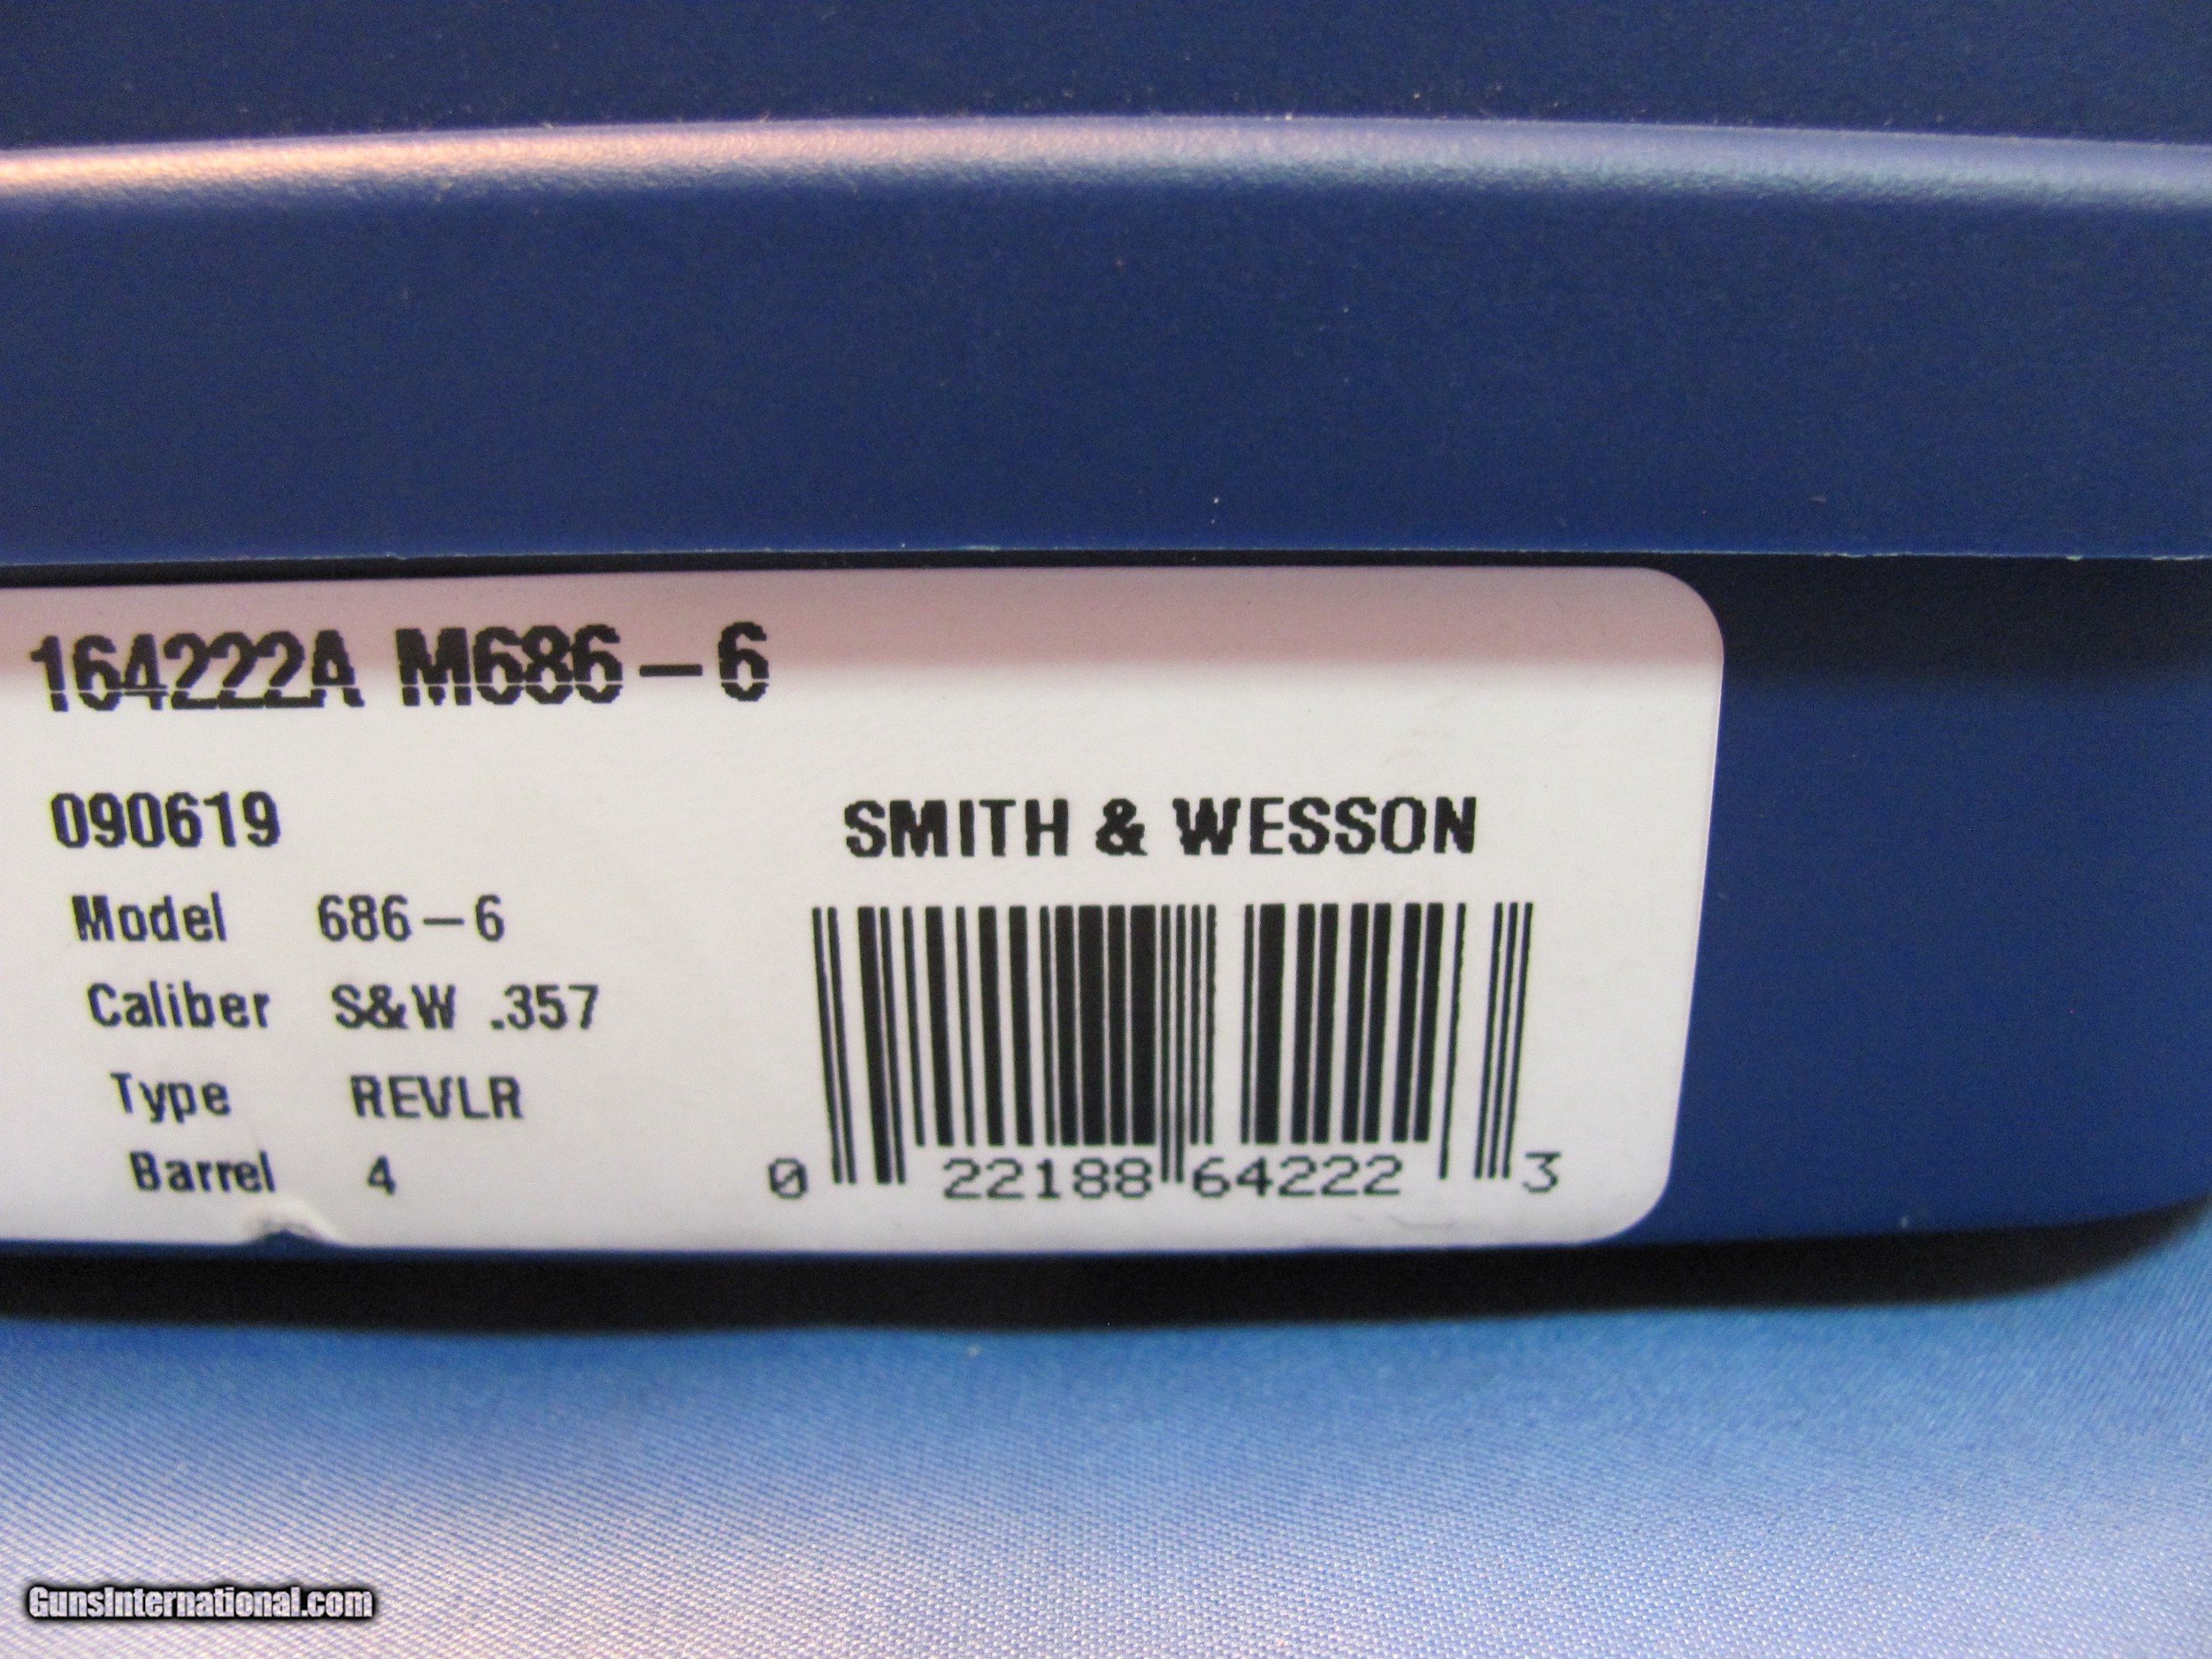 164222A M686-6
090619
SMITH & WESSON
Model 686-6
Caliber S&W .357
Type REVLR
Barrel 4
0 22188 64222 3
GunsInternational.com